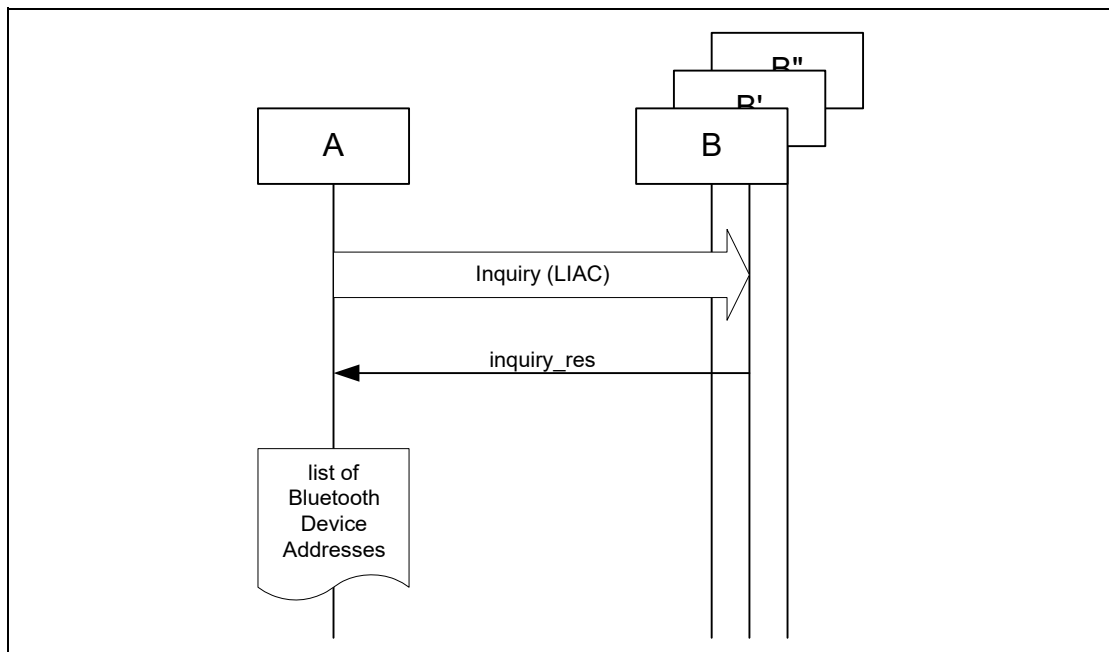 B"
B'
A
B
Inquiry (LIAC)
inquiry_res
list of
Bluetooth
Device
Addresses